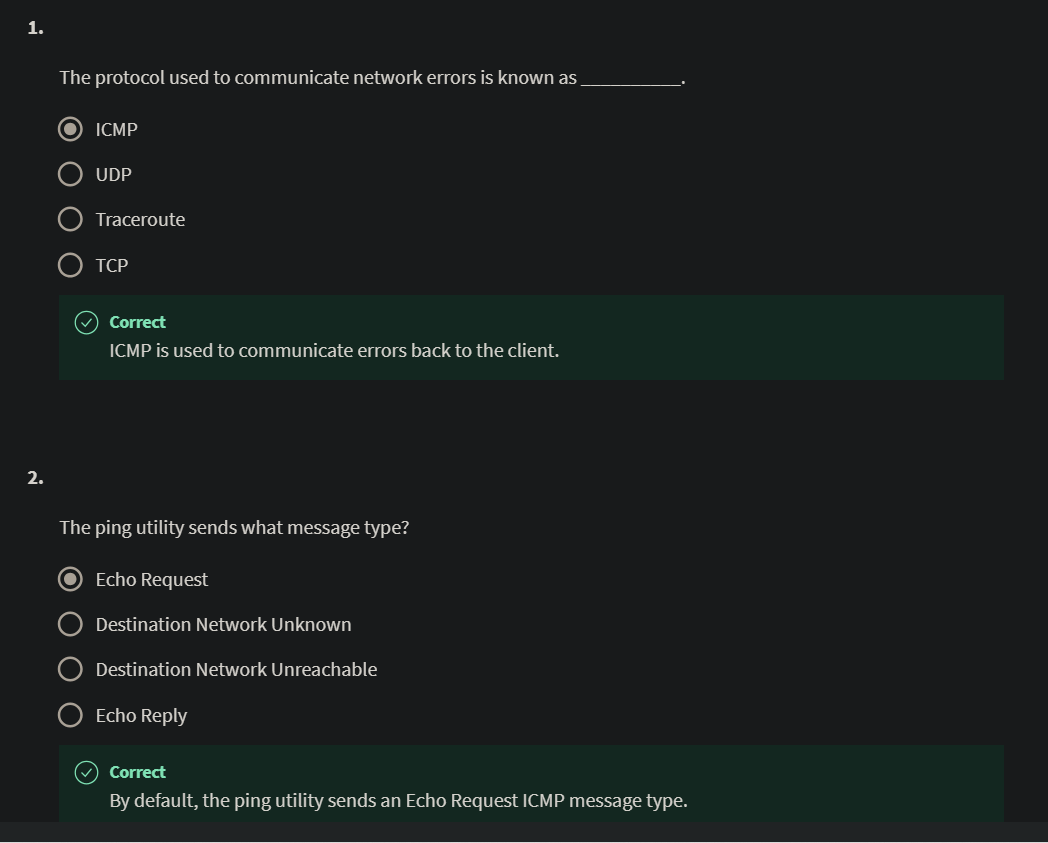 1.
The protocol used to communicate network errors is known as __________.
ICMP
UDP
Traceroute
TCP
Correct
ICMP is used to communicate errors back to the client.
2.
The ping utility sends what message type?
Echo Request
Destination Network Unknown
Destination Network Unreachable
Echo Reply
Correct
By default, the ping utility sends an Echo Request ICMP message type.